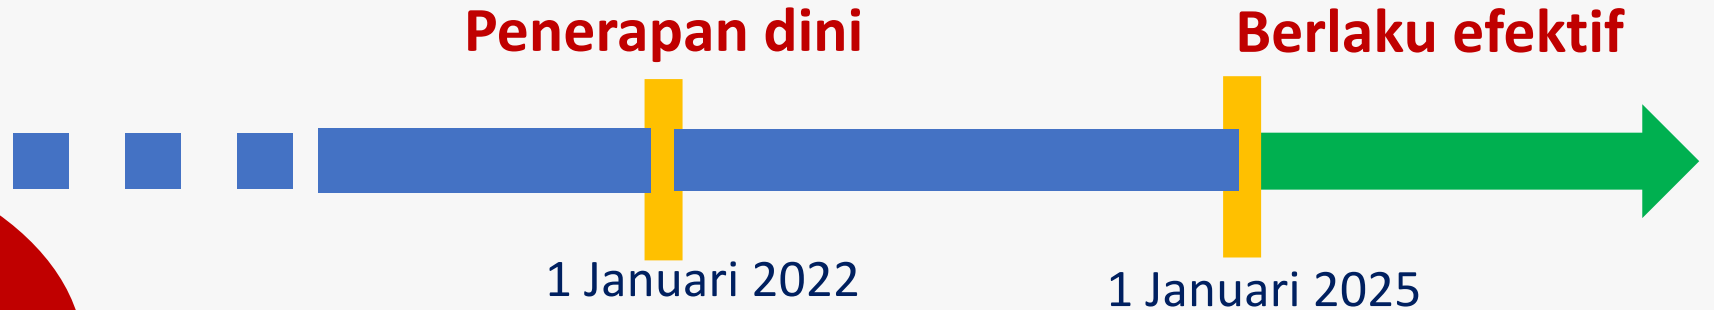 Penerapan dini
Berlaku efektif
1 Januari 2022
1 Januari 2025